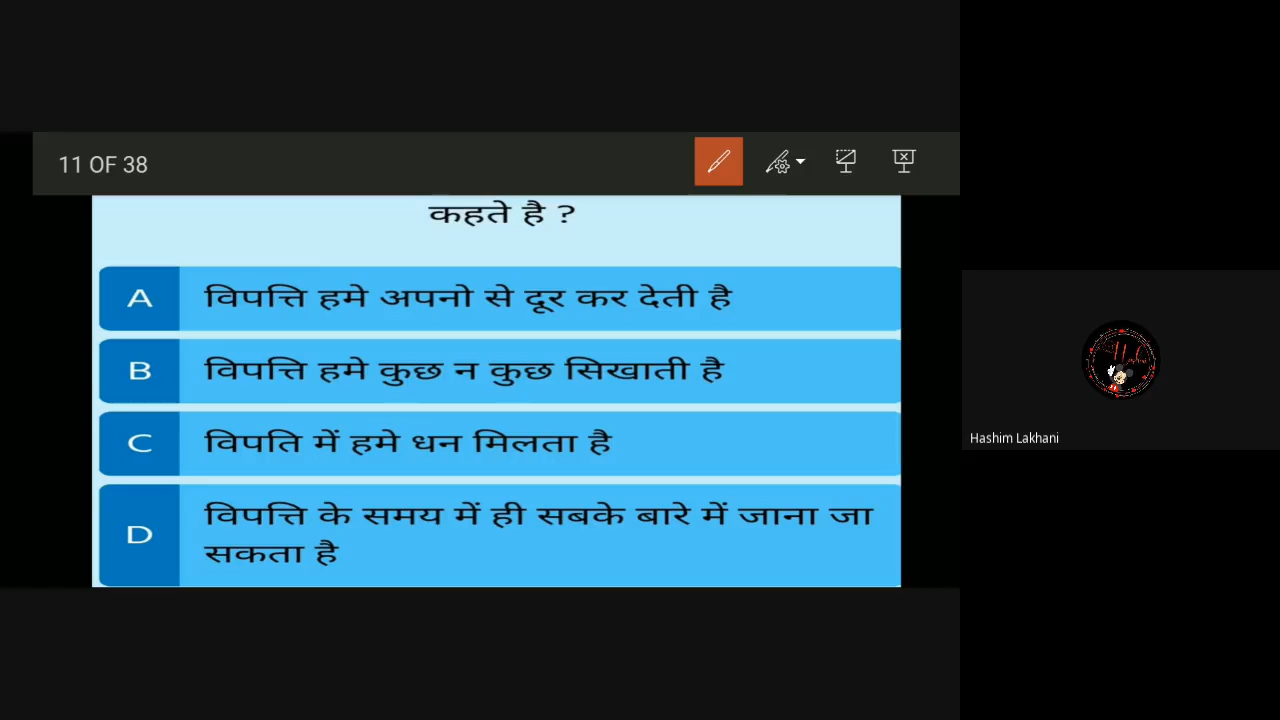 11 OF 38
कहते है ?
A विपत्ति हमे अपनो से दूर कर देती है
B विपत्ति हमे कुछ न कुछ सिखाती है
C विपति में हमे धन मिलता है
D विपत्ति के समय में ही सबके बारे में जाना जा
सकता है
Hashim Lakhani